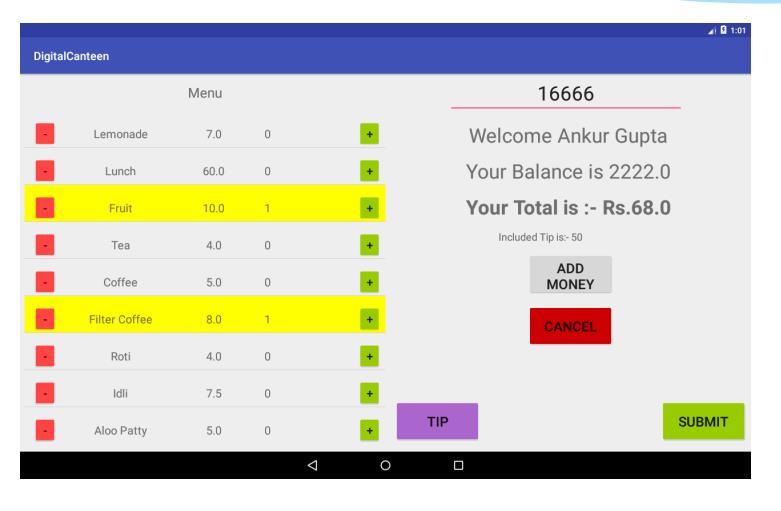 1:01
DigitalCanteen
Menu
- Lemonade 7.0 0 +
- Lunch 60.0 0 +
- Fruit 10.0 1 +
- Tea 4.0 0 +
- Coffee 5.0 0 +
- Filter Coffee 8.0 1 +
- Roti 4.0 0 +
- Idli 7.5 0 +
- Aloo Patty 5.0 0 +
16666
Welcome Ankur Gupta
Your Balance is 2222.0
Your Total is :- Rs.68.0
Included Tip is:- 50
ADD
MONEY
CANCEL
TIP
SUBMIT